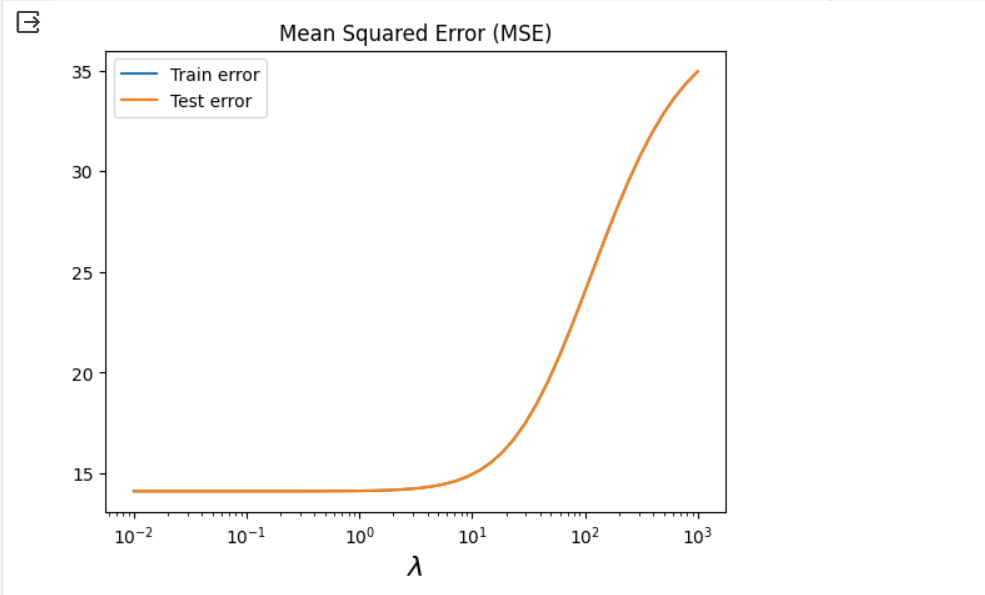 Mean Squared Error (MSE)
Train error
Test error
35
30
25
20
15
10⁻² 10⁻¹ 10⁰ 10¹ 10² 10³
λ